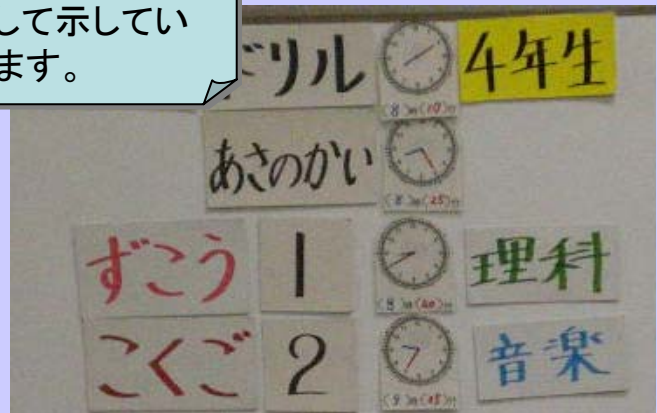 して示してい
ます。
ドリル 4年生
あさのかい
ずこう 1 理科
こくご 2 音楽